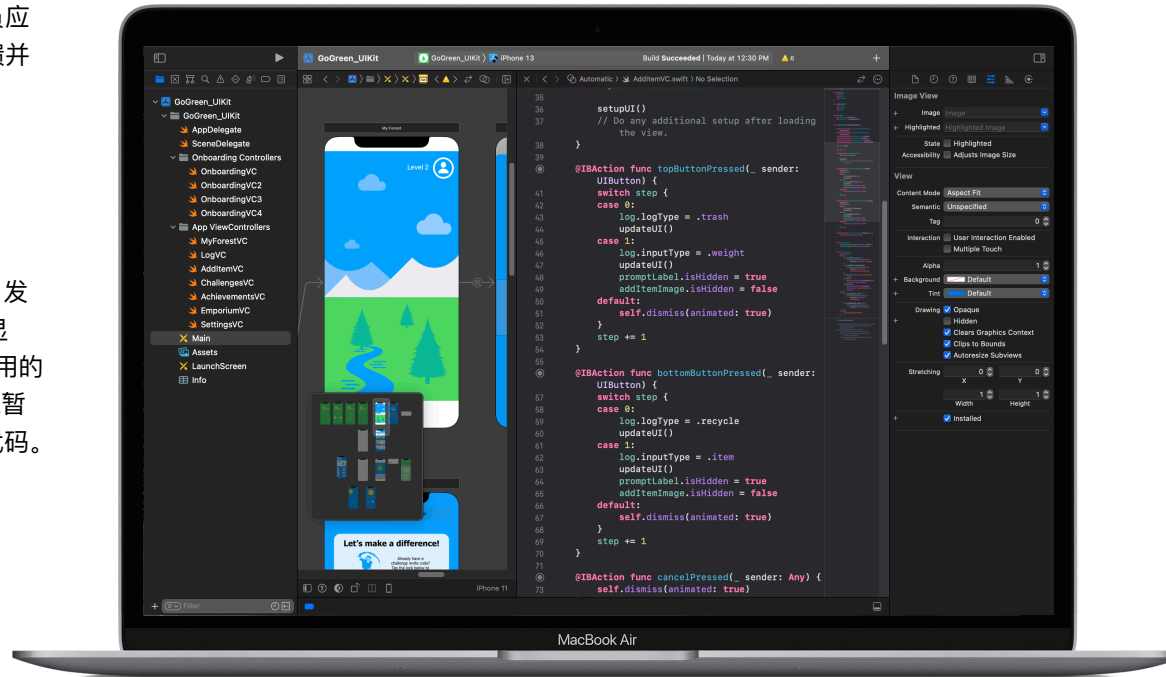 应
并
发
用的
暂
码。
GoGreen_UIKit
GoGreen_UIKit 〉 iPhone 13
Build Succeeded | Today at 12:30 PM
6
Automatic 〉 AddItemVC.swift 〉 No Selection
GoGreen_UIKit
GoGreen_UIKit
AppDelegate
SceneDelegate
Onboarding Controllers
OnboardingVC
OnboardingVC2
OnboardingVC3
OnboardingVC4
App ViewControllers
MyForestVC
LogVC
AddItemVC
ChallengesVC
AchievementsVC
EmporiumVC
SettingsVC
Main
Assets
LaunchScreen
Info
Filter
My Forest
Level 2
Let's make a difference!
Already have a
challenge invite code?
Tap the lock below to
iPhone 11
35
36 setupUI()
37 // Do any additional setup after loading
the view.
38 }
39
@IBAction func topButtonPressed(_ sender:
UIButton) {
41 switch step {
42 case 0:
43 log.logType = .trash
44 updateUI()
45 case 1:
46 log.inputType = .weight
47 updateUI()
48 promptLabel.isHidden = true
49 addItemImage.isHidden = false
50 default:
51 self.dismiss(animated: true)
52 }
53 step += 1
54 }
55
@IBAction func bottomButtonPressed(_ sender:
UIButton) {
57 switch step {
58 case 0:
59 log.logType = .recycle
60 updateUI()
61 case 1:
62 log.inputType = .item
63 updateUI()
64 promptLabel.isHidden = true
65 addItemImage.isHidden = false
66 default:
67 self.dismiss(animated: true)
68 }
69 step += 1
70 }
71
@IBAction func cancelPressed(_ sender: Any) {
73 self.dismiss(animated: true)
Image View
Image Image
Highlighted Highlighted Image
State Highlighted
Accessibility Adjusts Image Size
View
Content Mode Aspect Fit
Semantic Unspecified
Tag 0
Interaction User Interaction Enabled
Multiple Touch
Alpha 1
Background Default
Tint Default
Drawing Opaque
Hidden
Clears Graphics Context
Clips to Bounds
Autoresize Subviews
Stretching 0 0
X Y
1 1
Width Height
Installed
MacBook Air